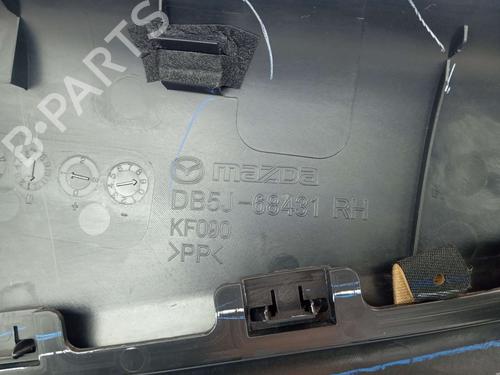 B-PARTS
mazda
DB5J-68431 RH
KF090
>PP<